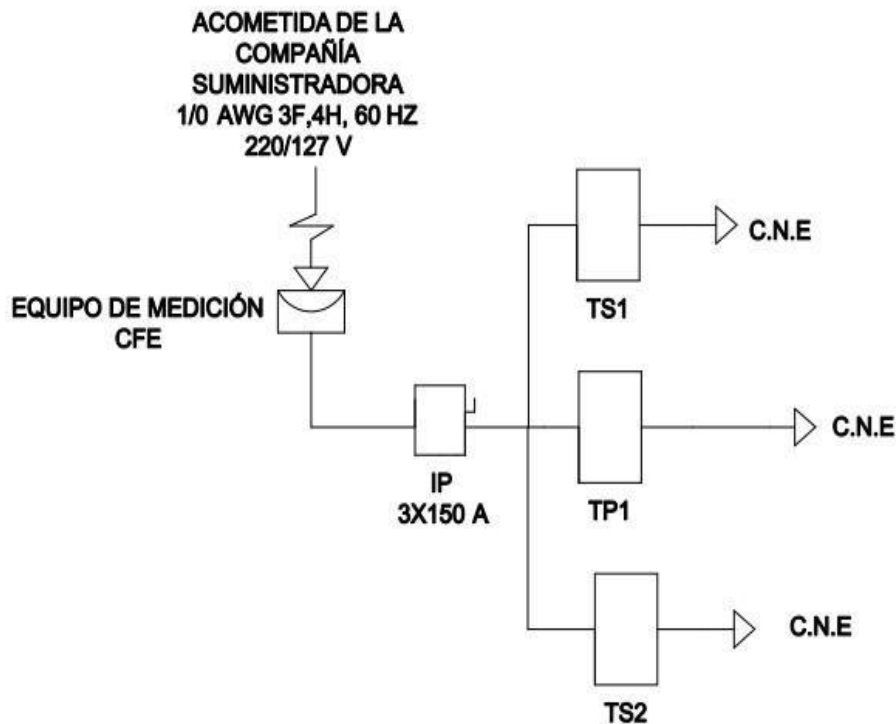 ACOMETIDA DE LA
COMPAÑÍA
SUMINISTRADORA
1/0 AWG 3F,4H, 60 HZ
220/127 V
EQUIPO DE MEDICIÓN
CFE
IP
3X150 A
TS1
C.N.E
TP1
C.N.E
TS2
C.N.E